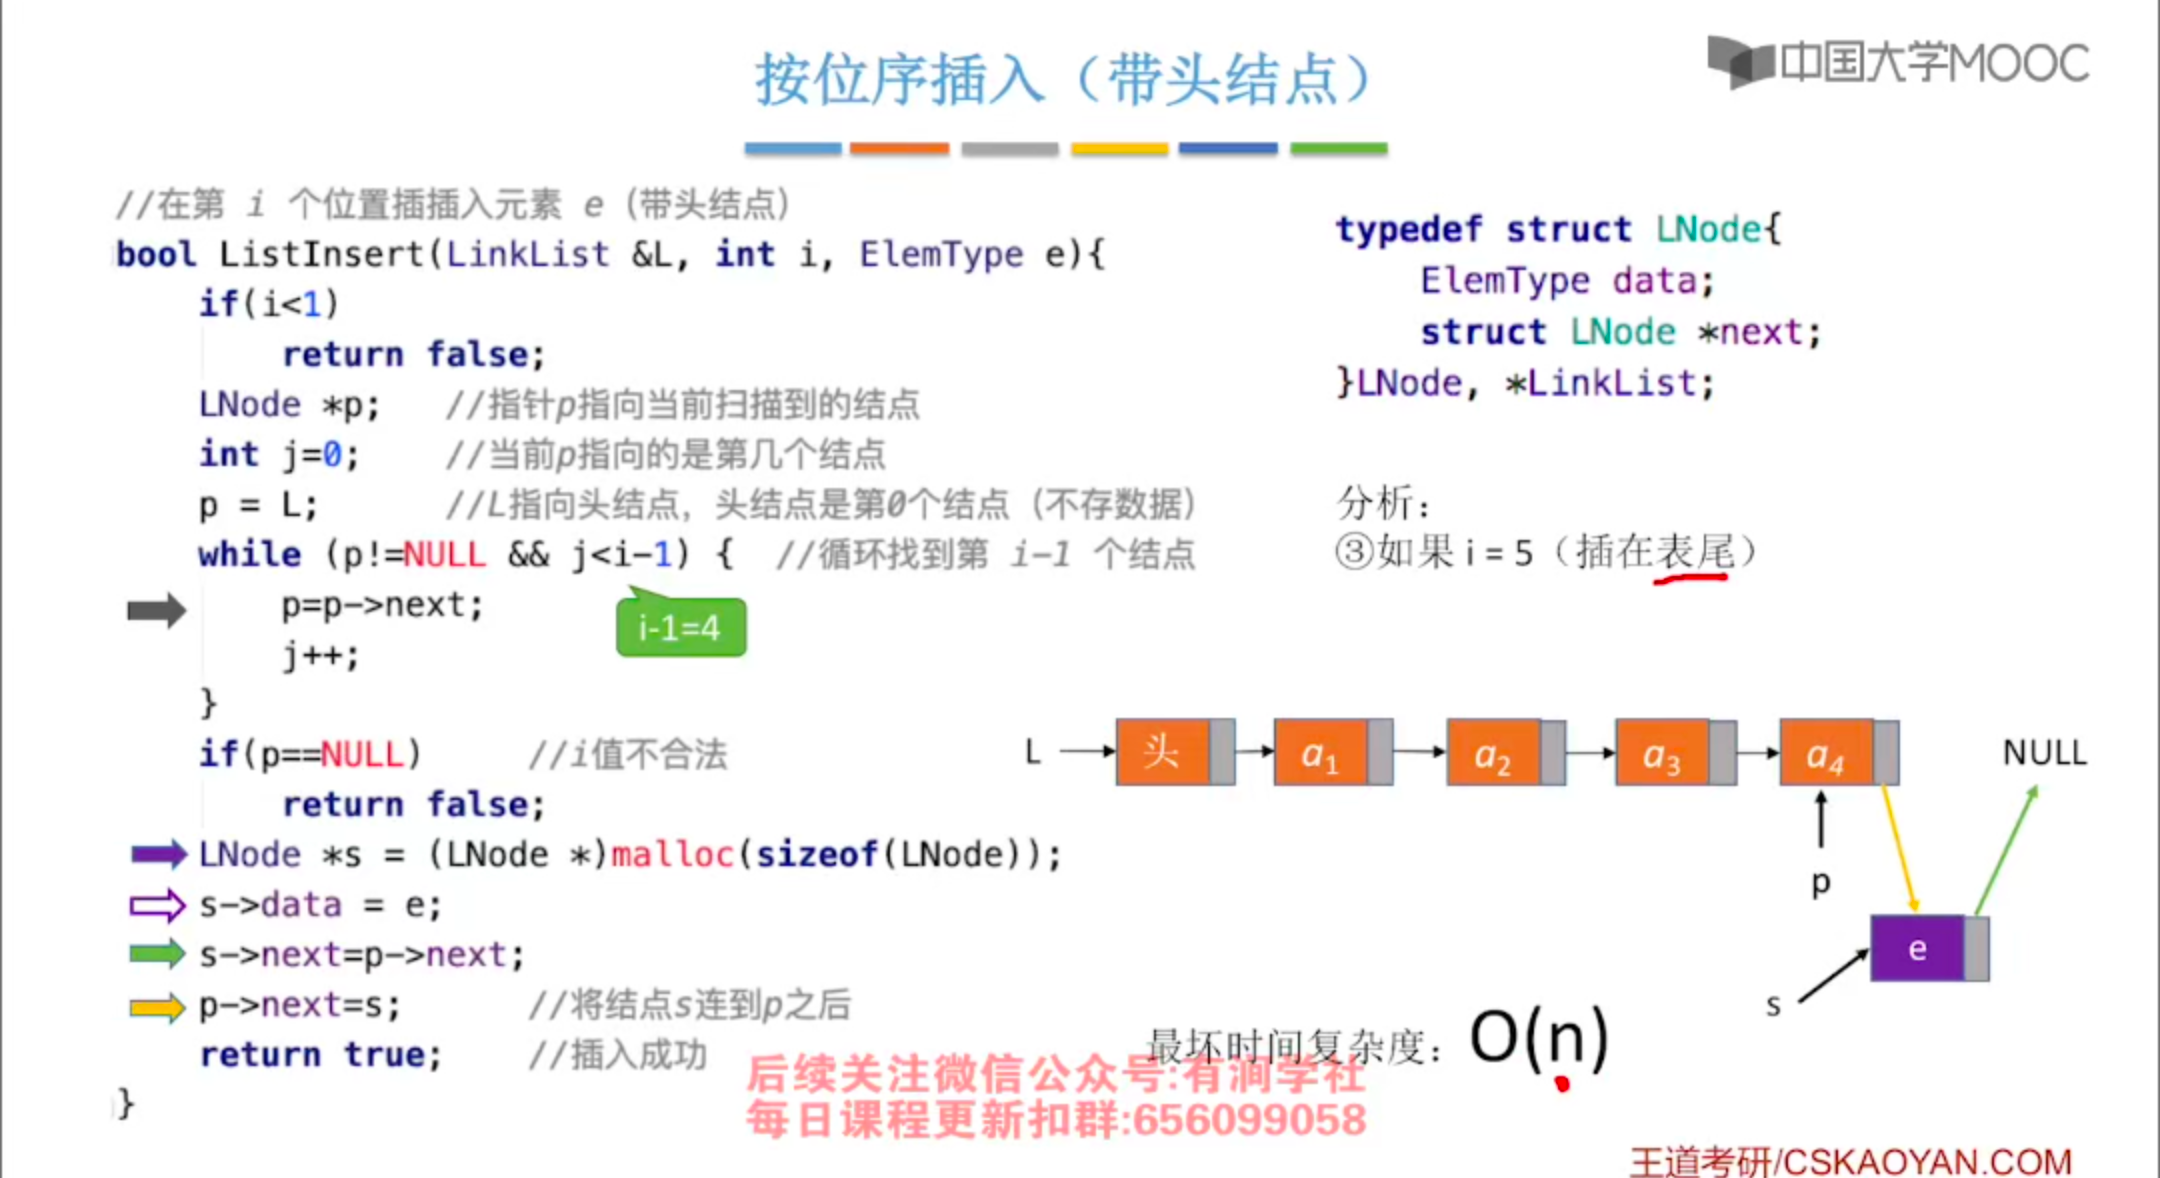 按位序插入（带头结点）
中国大学MOOC
//在第 i 个位置插插入元素 e（带头结点）
bool ListInsert(LinkList &L, int i, ElemType e){
if(i<1)
return false;
LNode *p; //指针p指向当前扫描到的结点
int j=0; //当前p指向的是第几个结点
p = L; //L指向头结点，头结点是第0个结点（不存数据）
while (p!=NULL && j<i-1) { //循环找到第 i-1 个结点
p=p->next;
i-1=4
j++;
}
if(p==NULL) //i值不合法
return false;
LNode *s = (LNode *)malloc(sizeof(LNode));
s->data = e;
s->next=p->next;
p->next=s; //将结点s连到p之后
return true; //插入成功
}
typedef struct LNode{
ElemType data;
struct LNode *next;
}LNode, *LinkList;
分析：
③如果 i = 5（插在表尾）
L 头 a1 a2 a3 a4 NULL
p
e
s
最坏时间复杂度：O(n)
后续关注微信公众号:有涧学社
每日课程更新扣群:656099058
王道考研/CSKAOYAN.COM